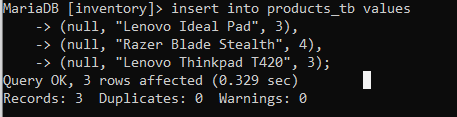 MariaDB [inventory]> insert into products_tb values
    -> (null, "Lenovo Ideal Pad", 3),
    -> (null, "Razer Blade Stealth", 4),
    -> (null, "Lenovo Thinkpad T420", 3);
Query OK, 3 rows affected (0.329 sec)
Records: 3  Duplicates: 0  Warnings: 0